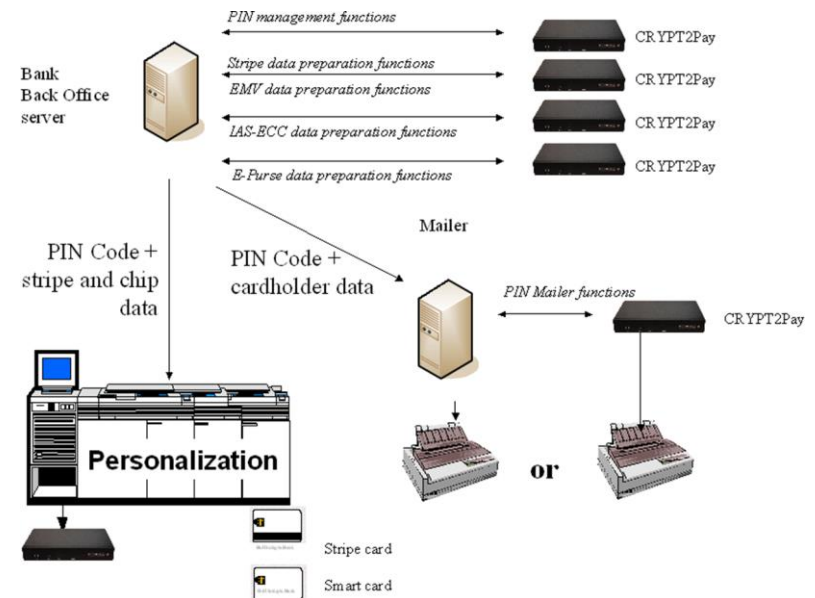 PIN management functions
CRYPT2Pay
Bank
Back Office
server
Stripe data preparation functions
EMV data preparation functions
CRYPT2Pay
IAS-ECC data preparation functions
CRYPT2Pay
E-Purse data preparation functions
CRYPT2Pay
Mailer
PIN Code +
stripe and chip
data
PIN Code +
cardholder data
PIN Mailer functions
CRYPT2Pay
Personalization
or
Stripe card
Smart card